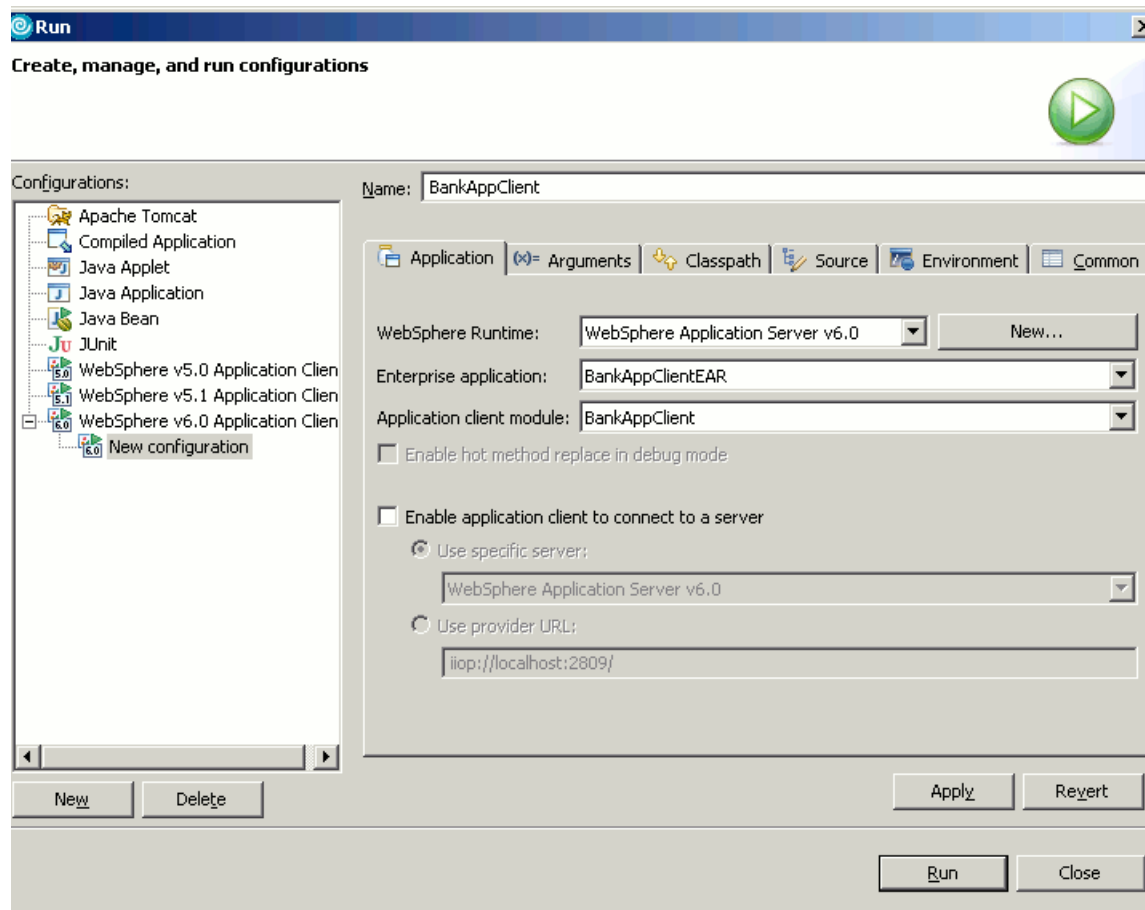 Run
Create, manage, and run configurations
Configurations:
Apache Tomcat
Compiled Application
Java Applet
Java Application
Java Bean
JUnit
WebSphere v5.0 Application Clien
WebSphere v5.1 Application Clien
WebSphere v6.0 Application Clien
New configuration
New Delete
Name: BankAppClient
Application (x)= Arguments Classpath Source Environment Common
WebSphere Runtime: WebSphere Application Server v6.0 New...
Enterprise application: BankAppClientEAR
Application client module: BankAppClient
Enable hot method replace in debug mode
Enable application client to connect to a server
Use specific server:
WebSphere Application Server v6.0
Use provider URL:
iiop://localhost:2809/
Apply Revert
Run Close